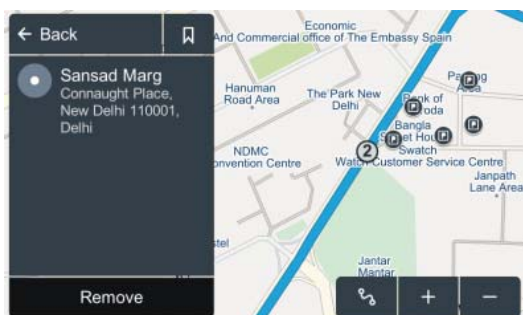 Back
Sansad Marg
Connaught Place,
New Delhi 110001,
Delhi
Remove
Economic
And Commercial office of The Embassy Spain
Hanuman
Road Area
The Park New
Delhi
Bank of
Bangla
Swatch
Watch Customer Service Centre
2
NDMC
Convention Centre
Janpath
Lane Area
Jantar
Mantar